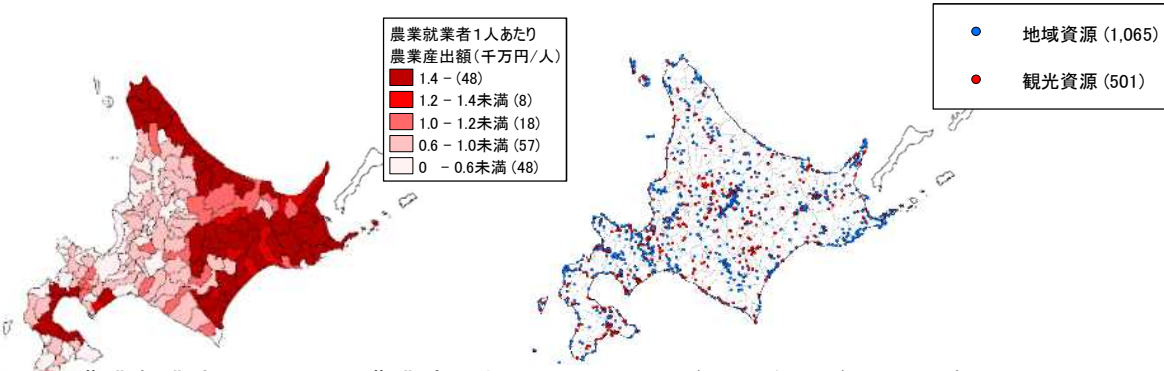 農業就業者1人あたり
農業産出額(千万円/人)
1.4 − (48)
1.2 − 1.4未満 (8)
1.0 − 1.2未満 (18)
0.6 − 1.0未満 (57)
0 − 0.6未満 (48)
地域資源 (1,065)
観光資源 (501)